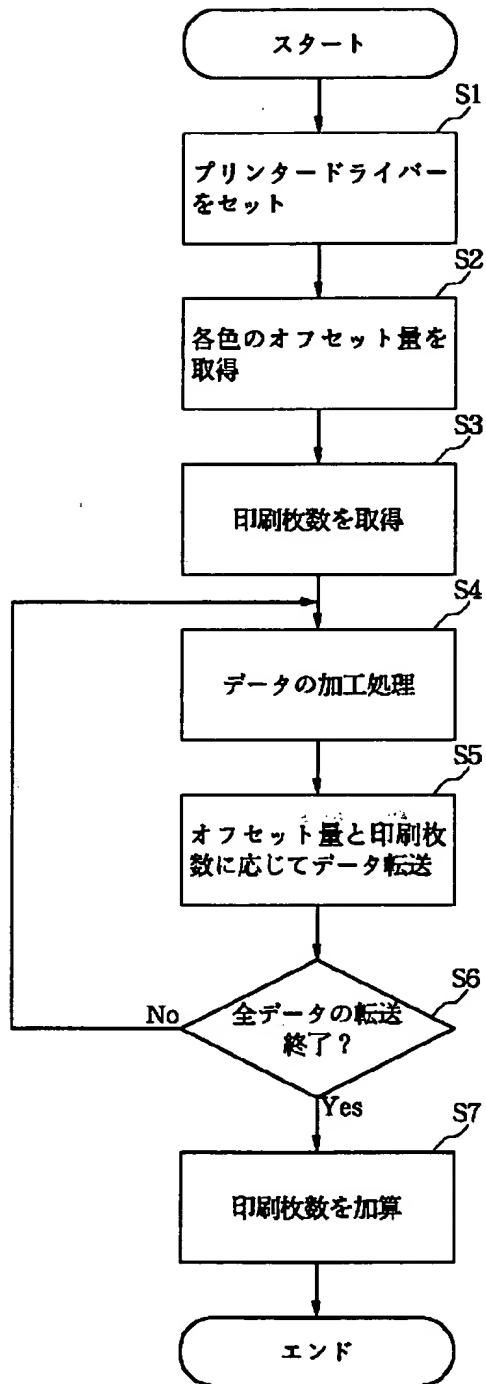 スタート
S1
プリンタードライバー
をセット
S2
各色のオフセット量を
取得
S3
印刷枚数を取得
S4
データの加工処理
S5
オフセット量と印刷枚
数に応じてデータ転送
S6
全データの転送
終了？
No
Yes
S7
印刷枚数を加算
エンド